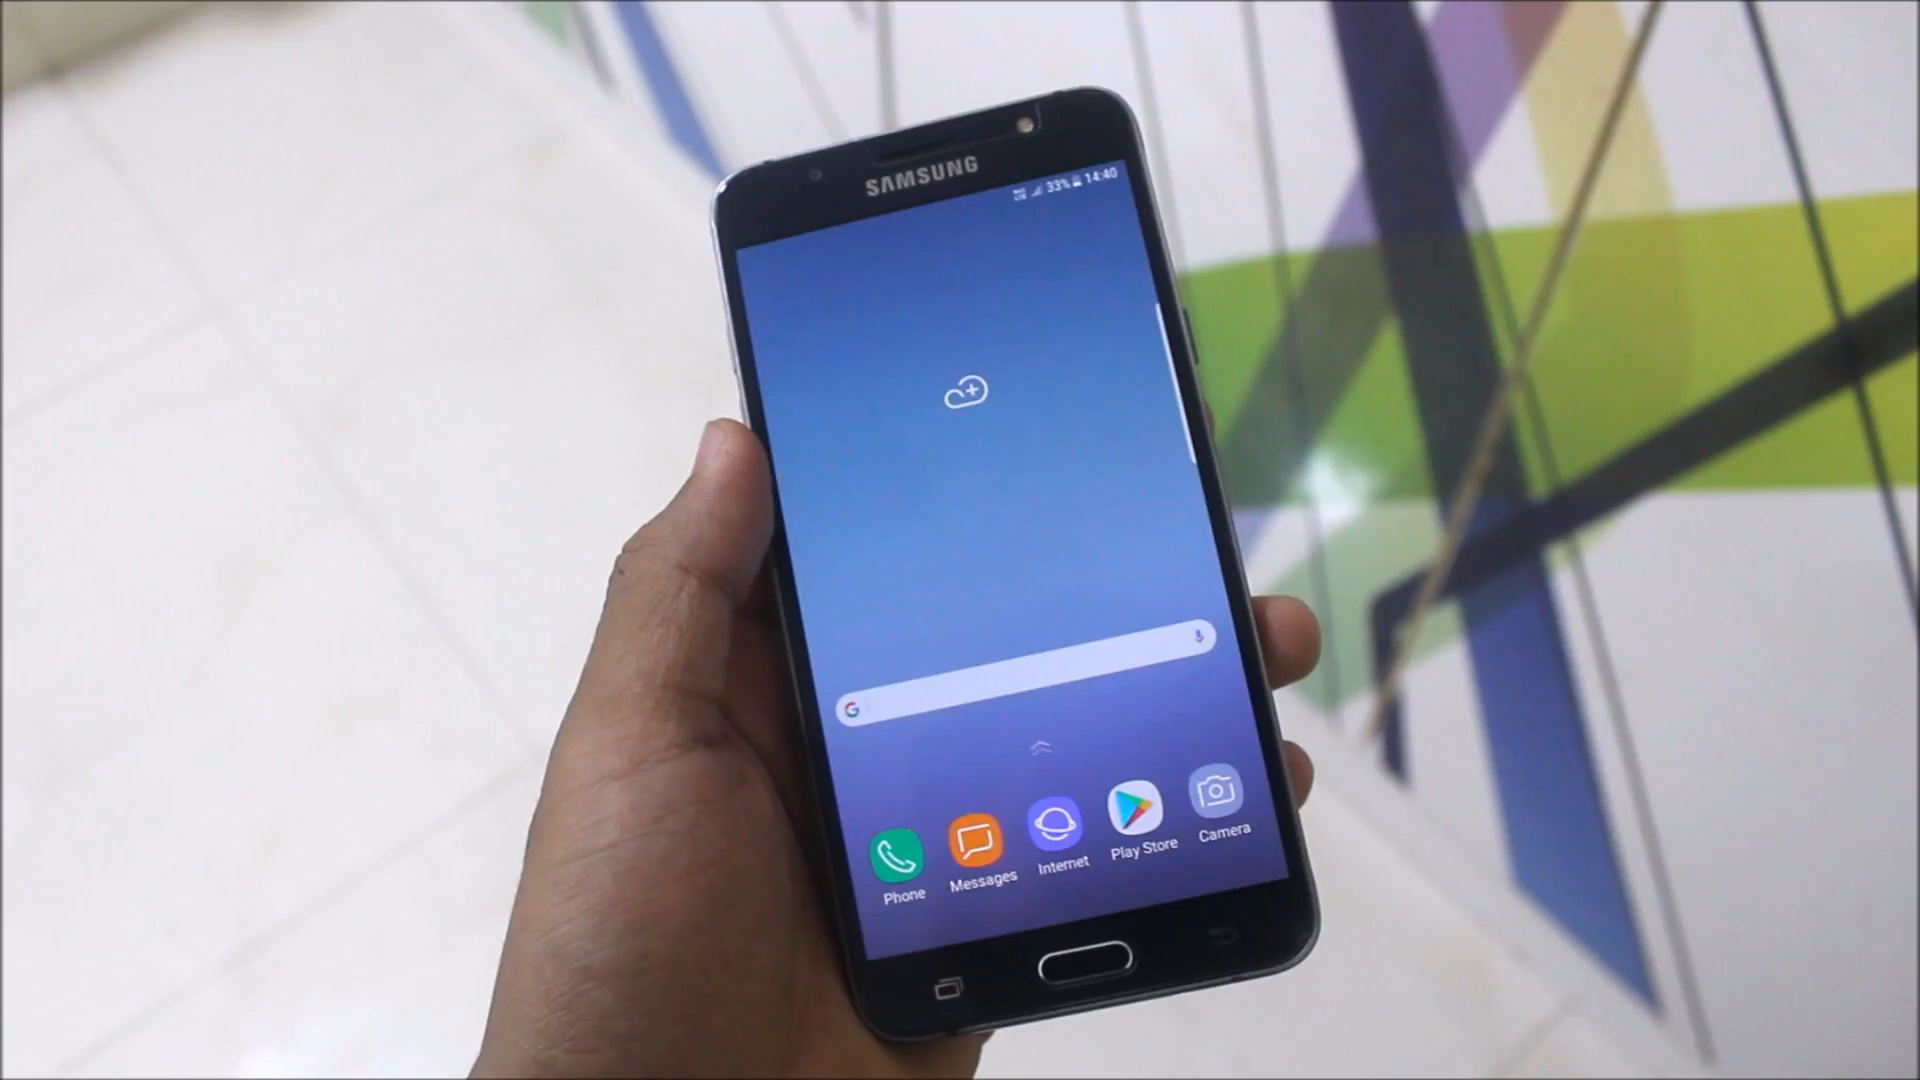 SAMSUNG
33% 14:40
Phone
Messages
Internet
Play Store
Camera